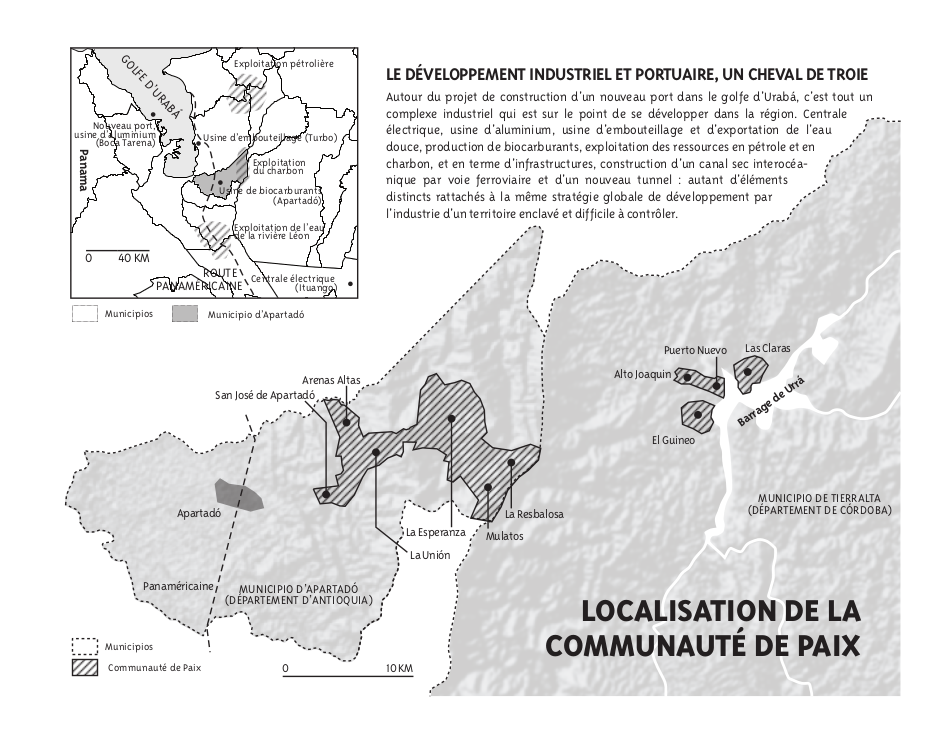 GOLFE D'URABÁ
Exploitation pétrolière
Nouveau port,
usine d'aluminium
(Boca Tarena)
Usine d'embouteillage (Turbo)
Panama
Exploitation
du charbon
Usine de biocarburants
(Apartadó)
Exploitation de l'eau
de la rivière Léon
0 40 KM
ROUTE
PANAMÉRICAINE
Centrale électrique
(Ituango)
Municipios
Municipio d'Apartadó
LE DÉVELOPPEMENT INDUSTRIEL ET PORTUAIRE, UN CHEVAL DE TROIE
Autour du projet de construction d'un nouveau port dans le golfe d'Urabá, c'est tout un
complexe industriel qui est sur le point de se développer dans la région. Centrale
électrique, usine d'aluminium, usine d'embouteillage et d'exportation de l'eau
douce, production de biocarburants, exploitation des ressources en pétrole et en
charbon, et en terme d'infrastructures, construction d'un canal sec interocéa-
nique par voie ferroviaire et d'un nouveau tunnel : autant d'éléments
distincts rattachés à la même stratégie globale de développement par
l'industrie d'un territoire enclavé et difficile à contrôler.
Puerto Nuevo
Las Claras
Alto Joaquin
Barrage de Urrá
El Guineo
Arenas Altas
San José de Apartadó
Apartadó
La Resbalosa
La Esperanza
Mulatos
La Unión
MUNICIPIO DE TIERRALTA
(DÉPARTEMENT DE CÓRDOBA)
Panaméricaine
MUNICIPIO D'APARTADÓ
(DÉPARTEMENT D'ANTIOQUIA)
LOCALISATION DE LA
COMMUNAUTÉ DE PAIX
Municipios
Communauté de Paix
0 10 KM